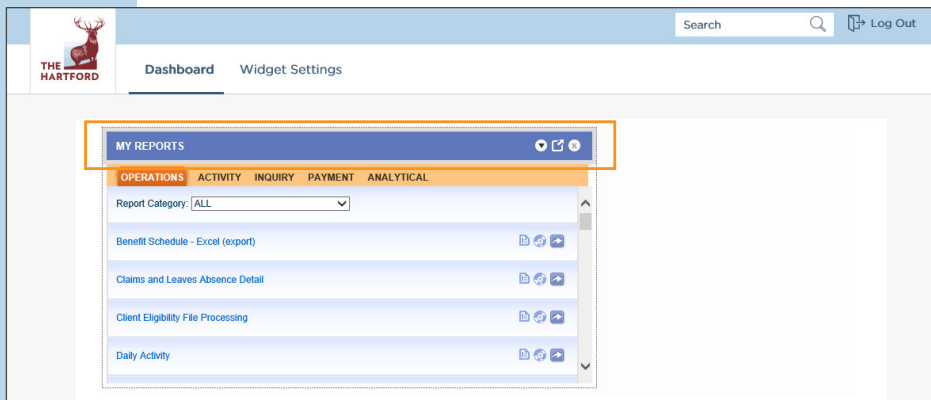 Search
Log Out
THE
HARTFORD
Dashboard Widget Settings
MY REPORTS
OPERATIONS ACTIVITY INQUIRY PAYMENT ANALYTICAL
Report Category: ALL
Benefit Schedule - Excel (export)
Claims and Leaves Absence Detail
Client Eligibility File Processing
Daily Activity